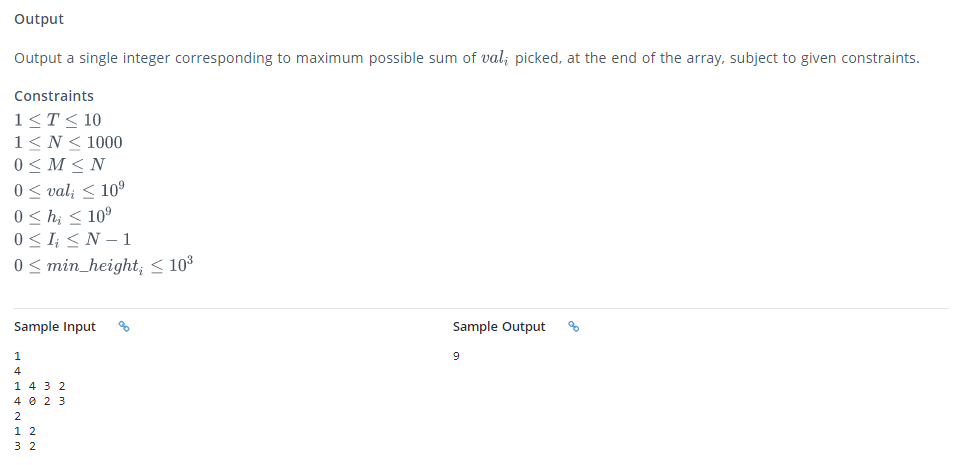 Output
Output a single integer corresponding to maximum possible sum of val_i picked, at the end of the array, subject to given constraints.
Constraints
1 ≤ T ≤ 10
1 ≤ N ≤ 1000
0 ≤ M ≤ N
0 ≤ val_i ≤ 10^9
0 ≤ h_i ≤ 10^9
0 ≤ I_i ≤ N − 1
0 ≤ min_height_i ≤ 10^3
Sample Input
1
4
1 4 3 2
4 0 2 3
2
1 2
3 2
Sample Output
9